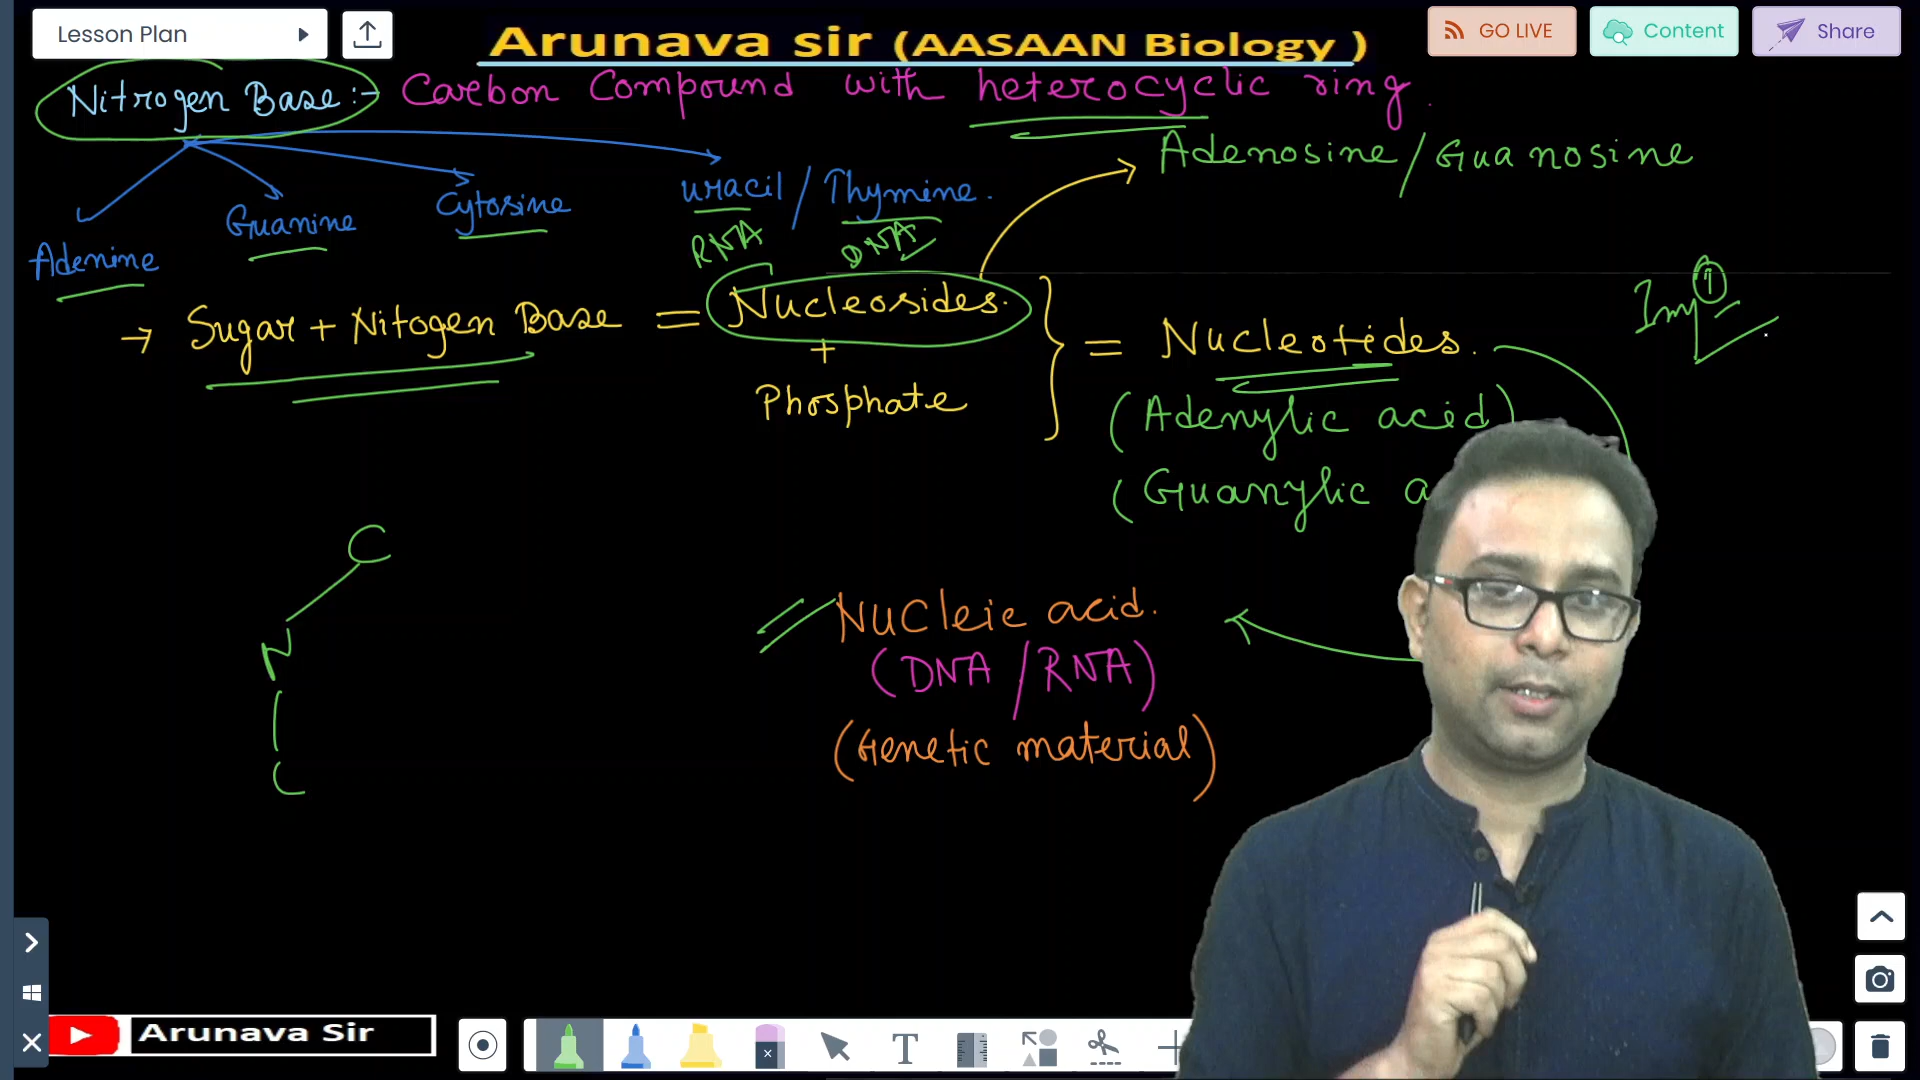 Lesson Plan
Arunava sir (AASAAN Biology )
GO LIVE
Content
Share
Nitrogen Base :- Carbon Compound with heterocyclic ring.
Adenosine / Guanosine
Adenine
Guanine
Cytosine
uracil / Thymine.
RNA
DNA
→ Sugar + Nitogen Base = Nucleosides.
+
Phosphate
= Nucleotides.
Imp
(Adenylic acid)
(Guanylic a
C
N
C
Nucleic acid.
(DNA / RNA)
(Genetic material)
Arunava Sir
T